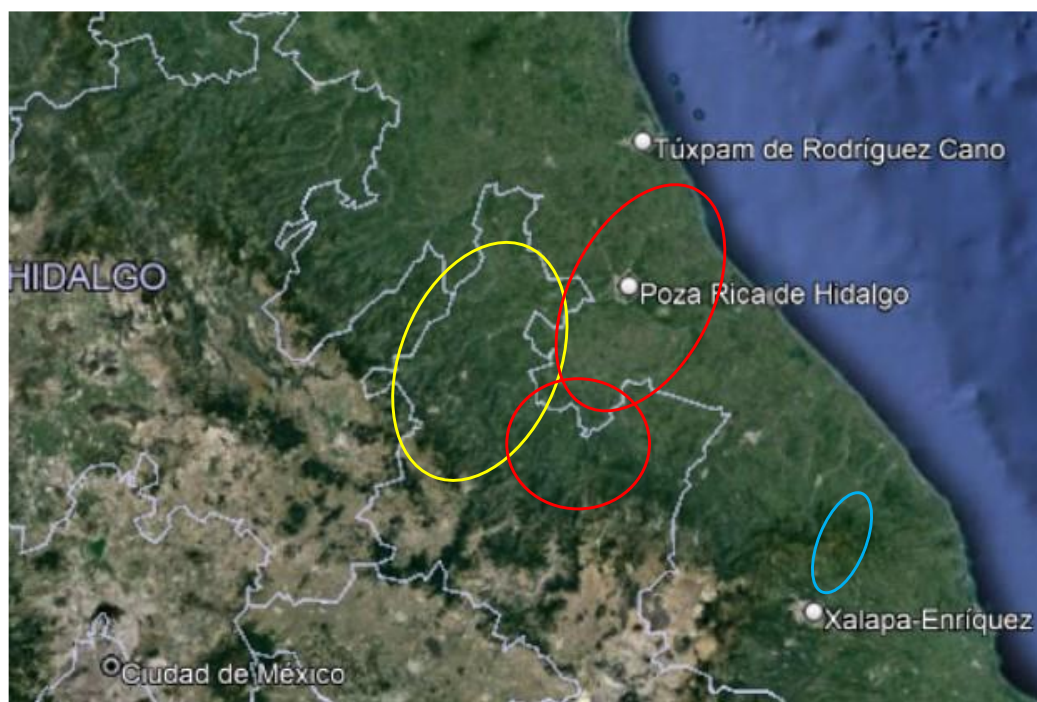 Túxpam de Rodríguez Cano
HIDALGO
Poza Rica de Hidalgo
Xalapa-Enríquez
Ciudad de México